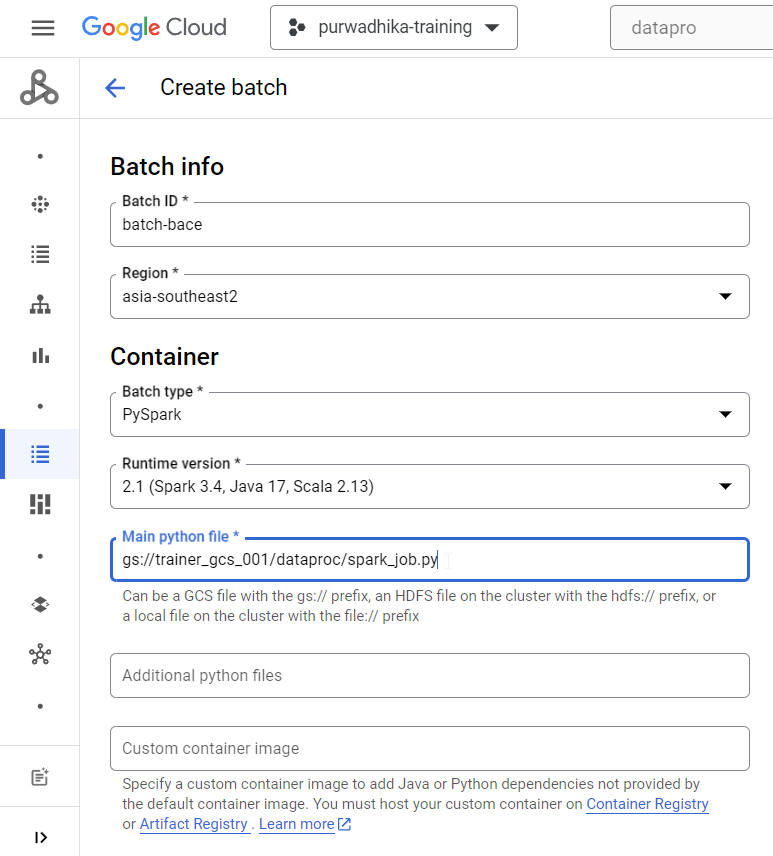 Google Cloud
purwadhika-training
datapro
Create batch
Batch info
Batch ID *
batch-bace
Region *
asia-southeast2
Container
Batch type *
PySpark
Runtime version *
2.1 (Spark 3.4, Java 17, Scala 2.13)
Main python file *
gs://trainer_gcs_001/dataproc/spark_job.py
Can be a GCS file with the gs:// prefix, an HDFS file on the cluster with the hdfs:// prefix, or
a local file on the cluster with the file:// prefix
Additional python files
Custom container image
Specify a custom container image to add Java or Python dependencies not provided by
the default container image. You must host your custom container on Container Registry
or Artifact Registry . Learn more